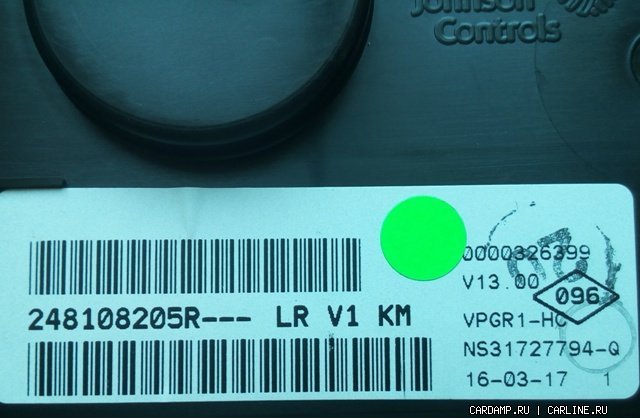 Johnson
Controls
0000326399
V13.00
096
248108205R--- LR V1 KM
VPGR1-HC
NS31727794-Q
16-03-17 1
CARDAMP.RU | CARLINE.RU